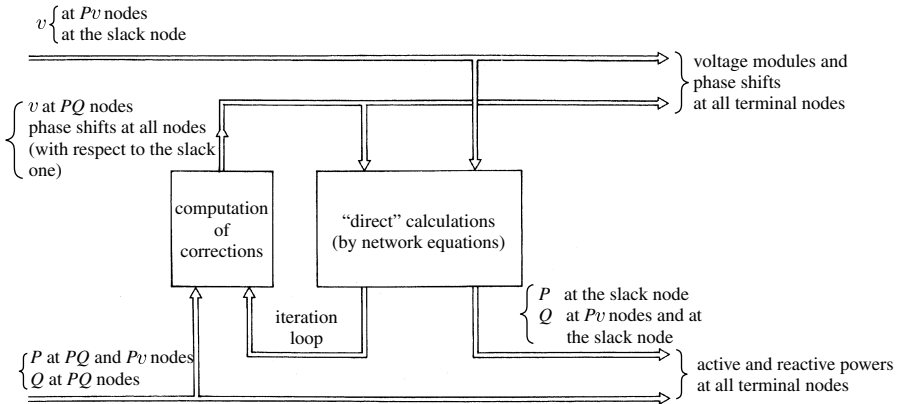 v { at Pv nodes
at the slack node
voltage modules and
phase shifts
at all terminal nodes
v at PQ nodes
phase shifts at all nodes
(with respect to the slack
one)
computation
of
corrections
“direct” calculations
(by network equations)
iteration
loop
P at the slack node
Q at Pv nodes and at
the slack node
P at PQ and Pv nodes
Q at PQ nodes
active and reactive powers
at all terminal nodes